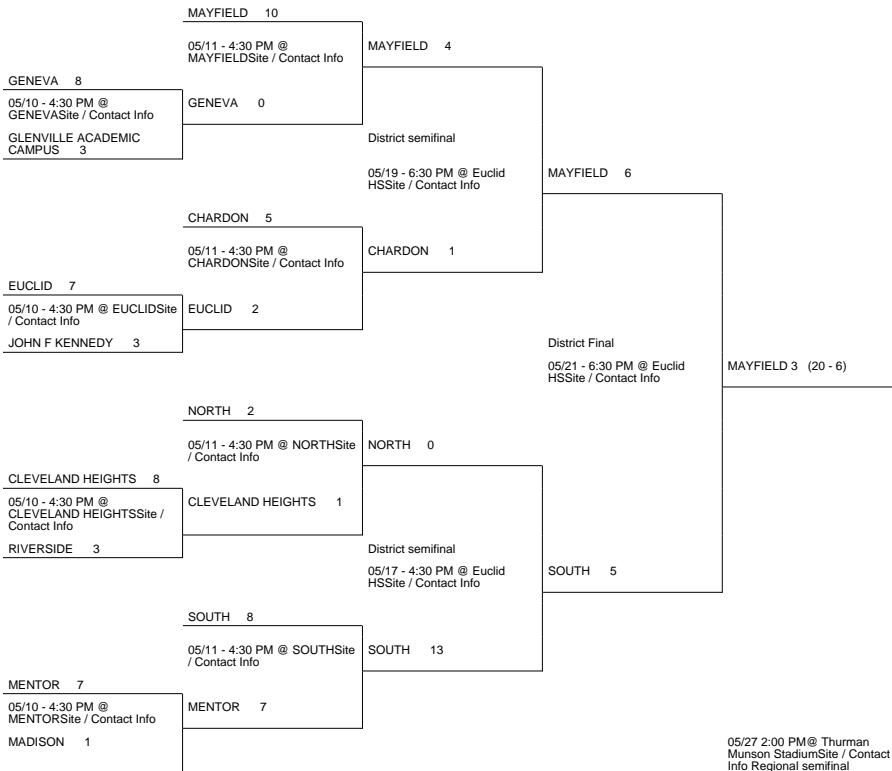 MAYFIELD 10
05/11 - 4:30 PM @
MAYFIELDSite / Contact Info
MAYFIELD 4
GENEVA 8
05/10 - 4:30 PM @
GENEVASite / Contact Info
GENEVA 0
GLENVILLE ACADEMIC
CAMPUS 3
District semifinal
05/19 - 6:30 PM @ Euclid
HSSite / Contact Info
MAYFIELD 6
CHARDON 5
05/11 - 4:30 PM @
CHARDONSite / Contact Info
CHARDON 1
EUCLID 7
05/10 - 4:30 PM @ EUCLIDSite
/ Contact Info
EUCLID 2
JOHN F KENNEDY 3
District Final
05/21 - 6:30 PM @ Euclid
HSSite / Contact Info
MAYFIELD 3 (20 - 6)
NORTH 2
05/11 - 4:30 PM @ NORTHSite
/ Contact Info
NORTH 0
CLEVELAND HEIGHTS 8
05/10 - 4:30 PM @
CLEVELAND HEIGHTSSite /
Contact Info
CLEVELAND HEIGHTS 1
RIVERSIDE 3
District semifinal
05/17 - 4:30 PM @ Euclid
HSSite / Contact Info
SOUTH 5
SOUTH 8
05/11 - 4:30 PM @ SOUTHSite
/ Contact Info
SOUTH 13
MENTOR 7
05/10 - 4:30 PM @
MENTORSite / Contact Info
MENTOR 7
MADISON 1
05/27 2:00 PM@ Thurman
Munson StadiumSite / Contact
Info Regional semifinal